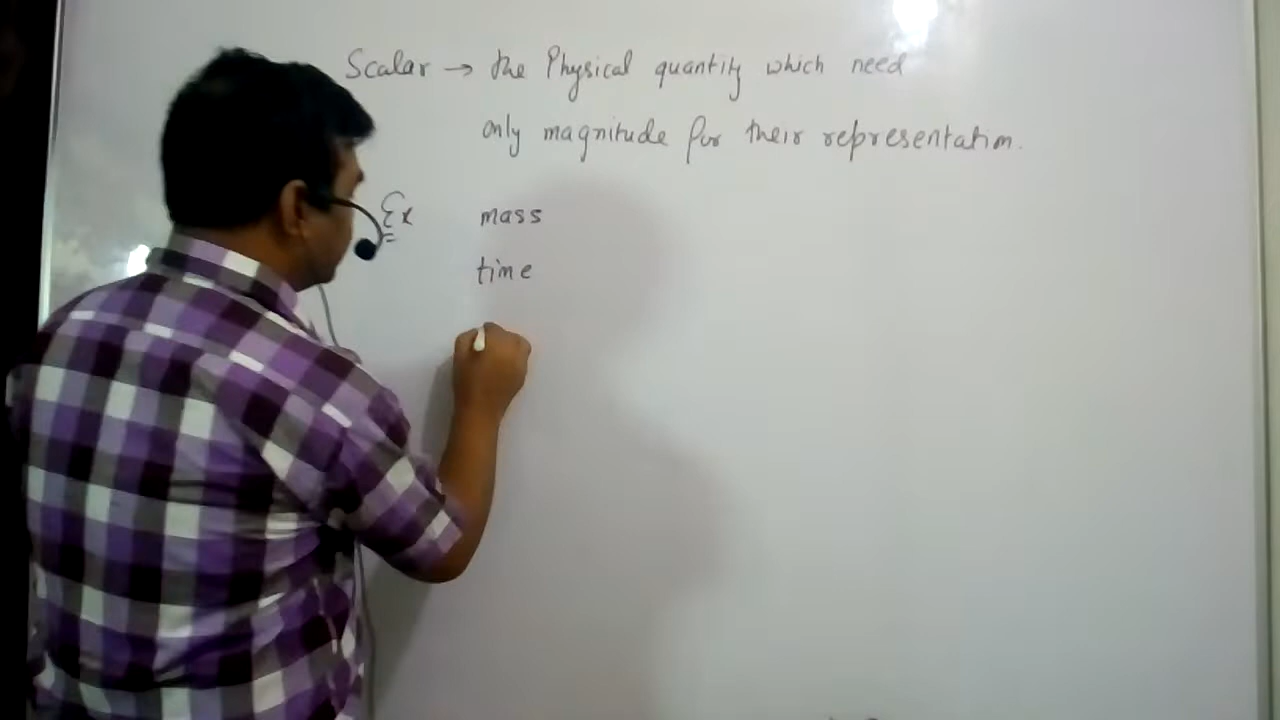 Scalar → the Physical quantity which need
only magnitude for their representation.
Ex mass
time